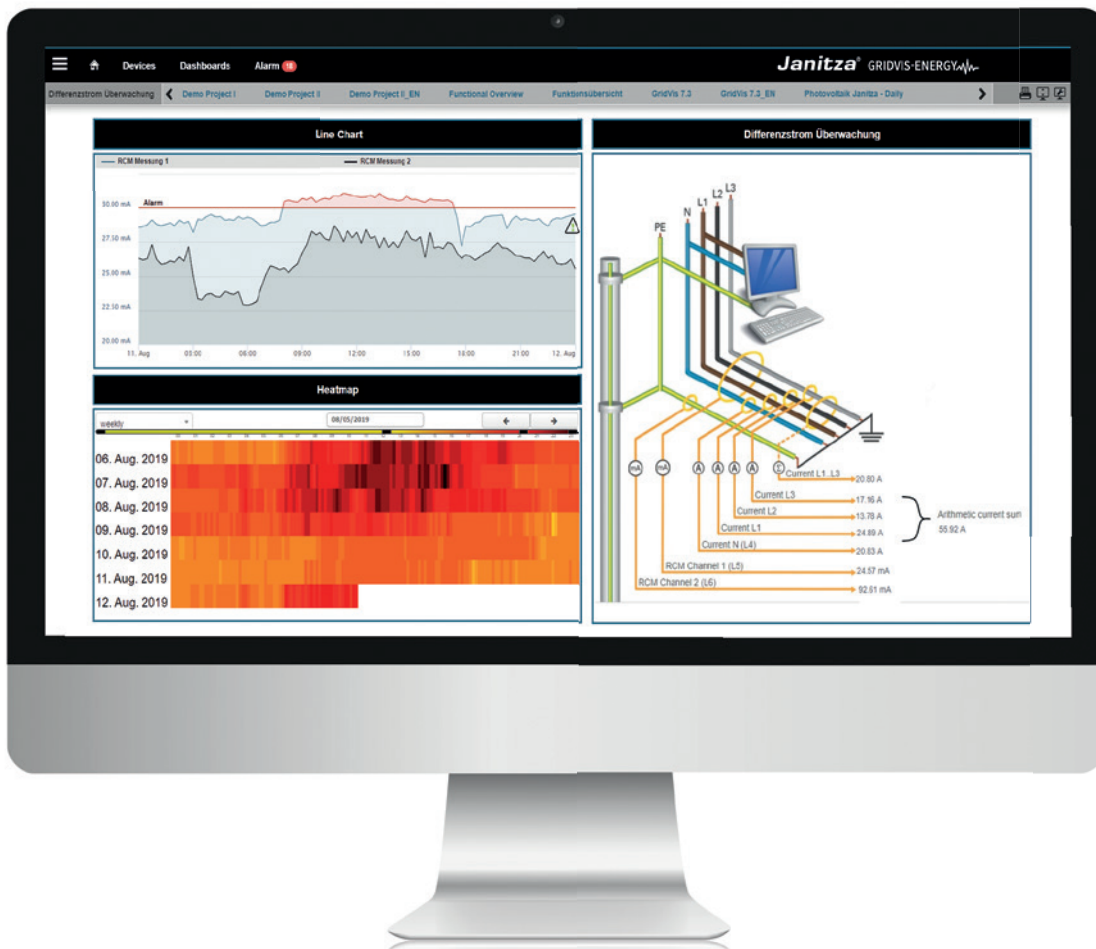 Devices Dashboards Alarm 18 Janitza® GRIDVIS-ENERGY
Differenzstrom Überwachung Demo Project I Demo Project II Demo Project II_EN Functional Overview Funktionsübersicht GridVis 7.3 GridVis 7.3_EN Photovoltaik Janitza - Daily
Line Chart
RCM Messung 1 RCM Messung 2
30.00 mA
Alarm
27.50 mA
25.00 mA
22.50 mA
20.00 mA
11. Aug 03:00 06:00 09:00 12:00 15:00 18:00 21:00 12. Aug
Heatmap
weekly 08/05/2019
06. Aug. 2019
07. Aug. 2019
08. Aug. 2019
09. Aug. 2019
10. Aug. 2019
11. Aug. 2019
12. Aug. 2019
Differenzstrom Überwachung
PE N L1 L2 L3
mA mA A A A A Σ
Current L1..L3 20.80 A
Current L3 17.16 A
Current L2 13.78 A
Current L1 24.89 A
Current N (L4) 20.83 A
RCM Channel 1 (L5) 24.57 mA
RCM Channel 2 (L6) 92.61 mA
Arithmetic current sum
55.92 A